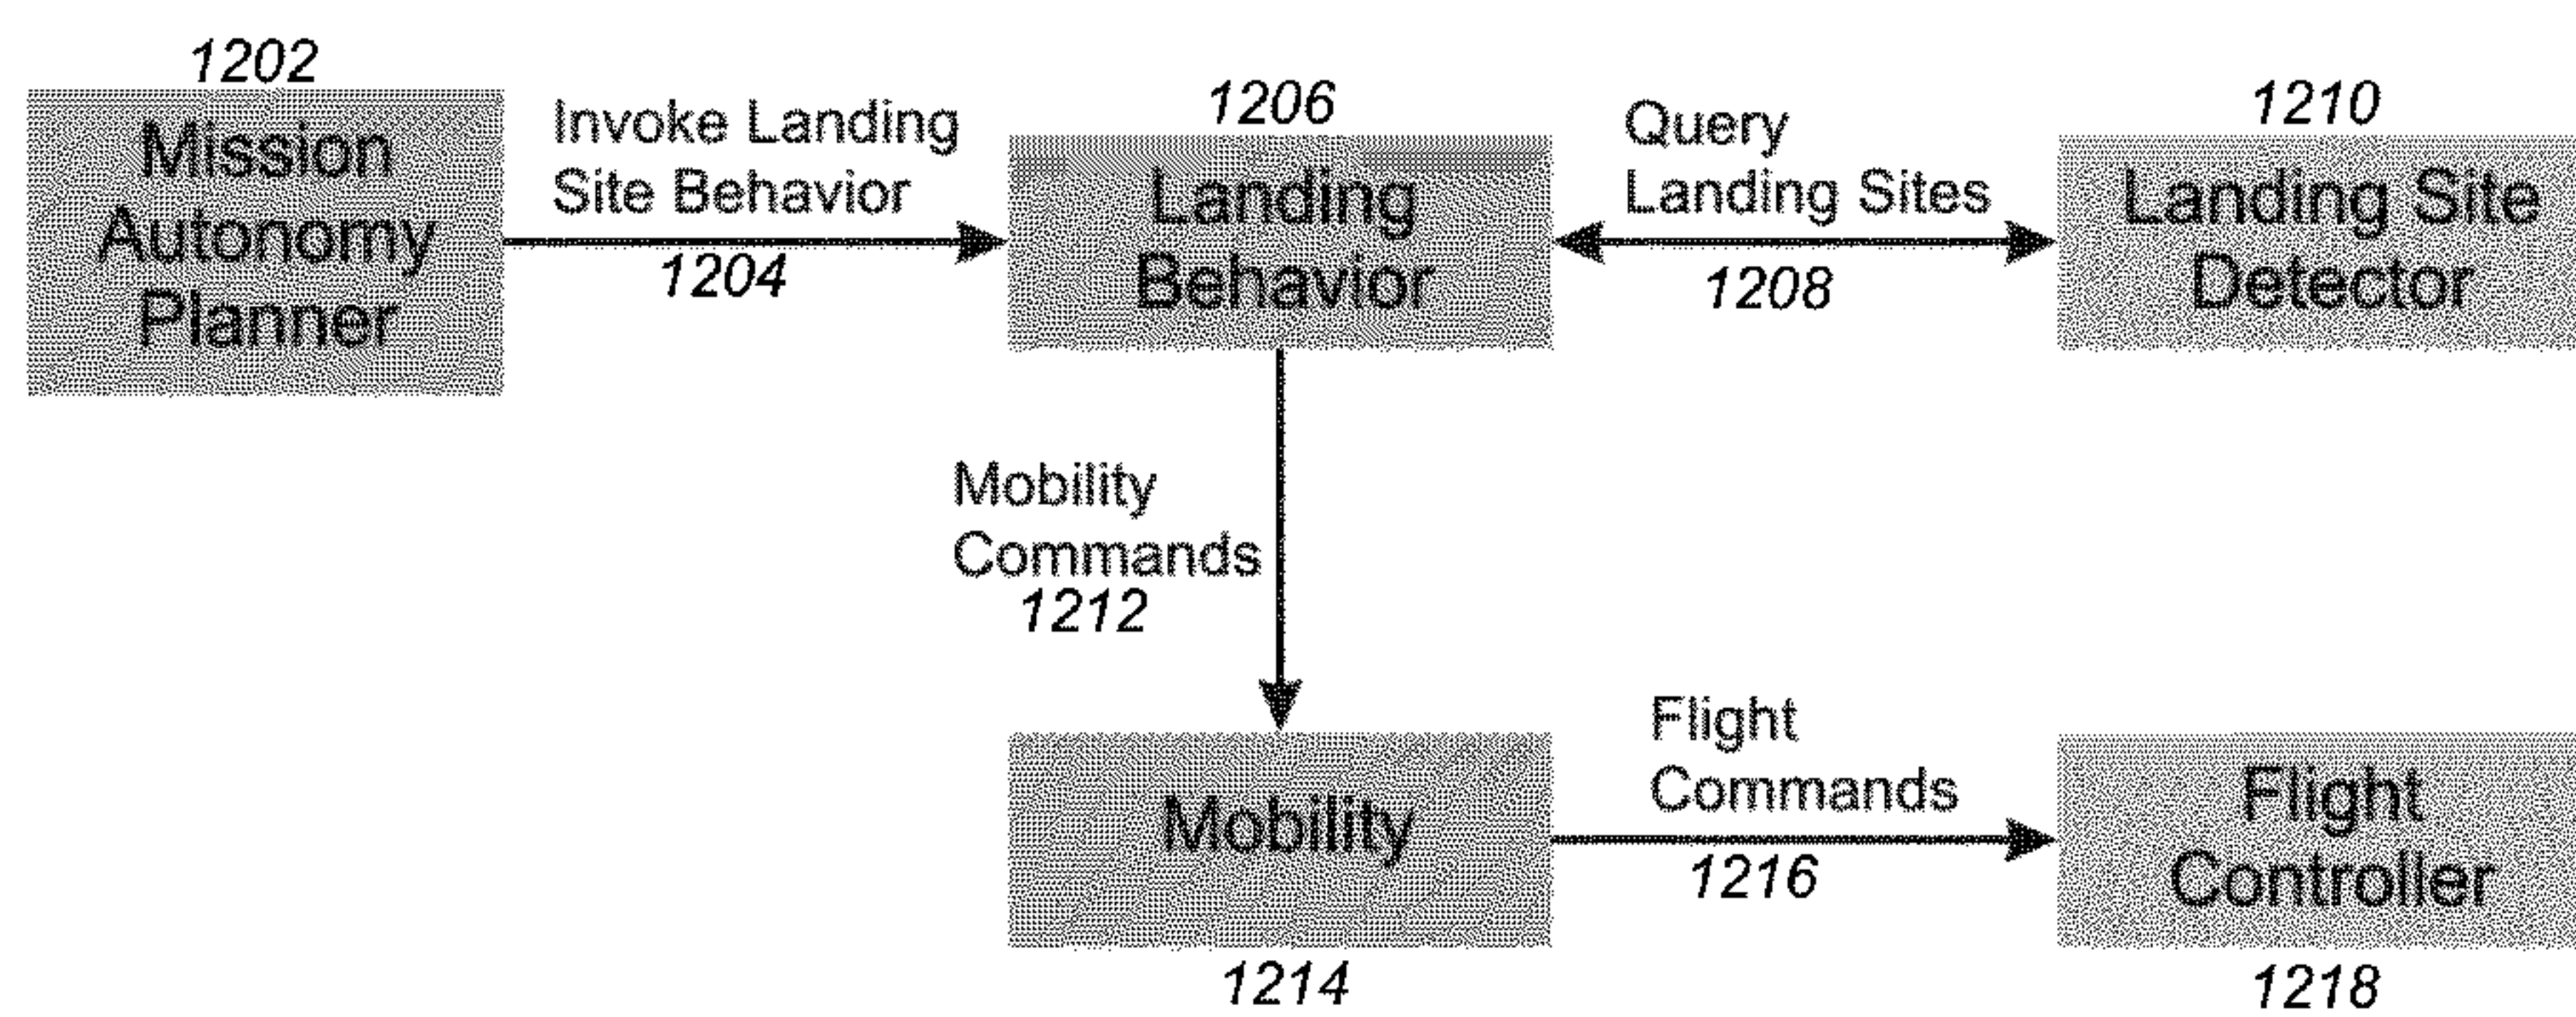 1202
Mission
Autonomy
Planner
Invoke Landing
Site Behavior
1204
1206
Landing
Behavior
Query
Landing Sites
1208
1210
Landing Site
Detector
Mobility
Commands
1212
Mobility
1214
Flight
Commands
1216
Flight
Controller
1218